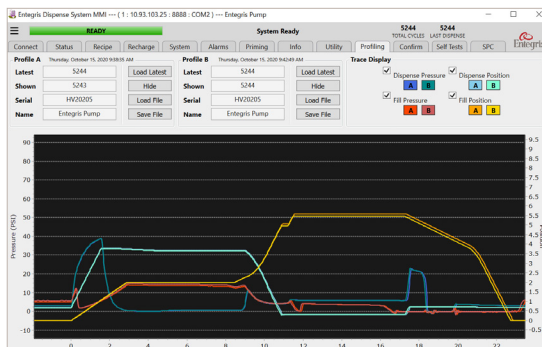 Entegris Dispense System MMI --- ( 1 : 10.93.103.25 : 8888 : COM2 ) --- Entegris Pump
READY
System Ready
5244 5244
TOTAL CYCLES LAST DISPENSE
Entegris
Connect Status Recipe Recharge System Alarms Priming Info Utility Profiling Confirm Self Tests SPC
Profile A Thursday, October 15, 2020 9:38:35 AM
Latest 5244 Load Latest
Shown 5243 Hide
Serial HV20205 Load File
Name Entegris Pump Save File
Profile B Thursday, October 15, 2020 9:42:49 AM
Latest 5244 Load Latest
Shown 5244 Hide
Serial HV20205 Load File
Name Entegris Pump Save File
Trace Display
Dispense Pressure Dispense Position
A B A B
Fill Pressure Fill Position
A B A B
Pressure (PSI)
90
80
70
60
50
40
30
20
10
0
-10
9.5
9
8.5
8
7.5
7
6.5
6
5.5
5
4.5
4
3.5
3
2.5
2
1.5
1
0.5
0
-0.5
0 2 4 6 8 10 12 14 16 18 20 22